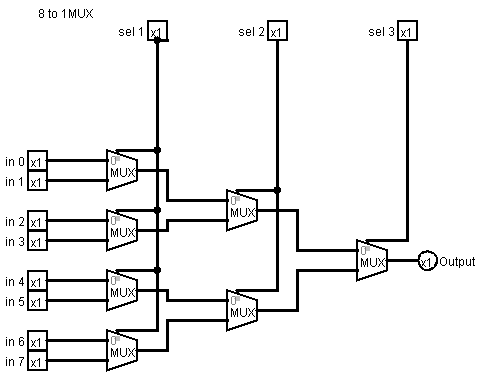 8 to 1MUX
sel 1 x1
sel 2 x1
sel 3 x1
in 0 x1
in 1 x1
MUX
in 2 x1
in 3 x1
MUX
MUX
in 4 x1
in 5 x1
MUX
in 6 x1
in 7 x1
MUX
MUX
MUX
x1 Output